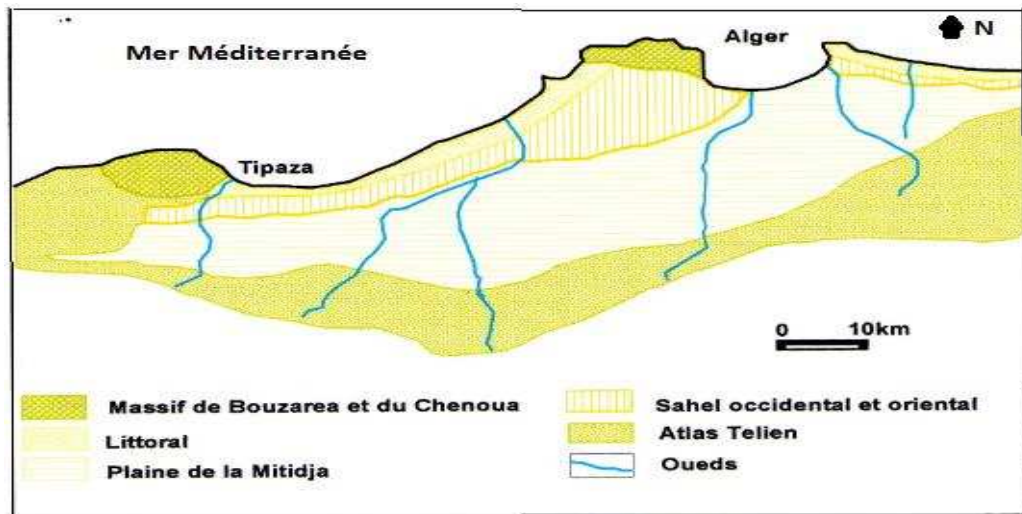 Mer Méditerranée
Alger
N
Tipaza
0 10km
Massif de Bouzarea et du Chenoua
Littoral
Plaine de la Mitidja
Sahel occidental et oriental
Atlas Telien
Oueds